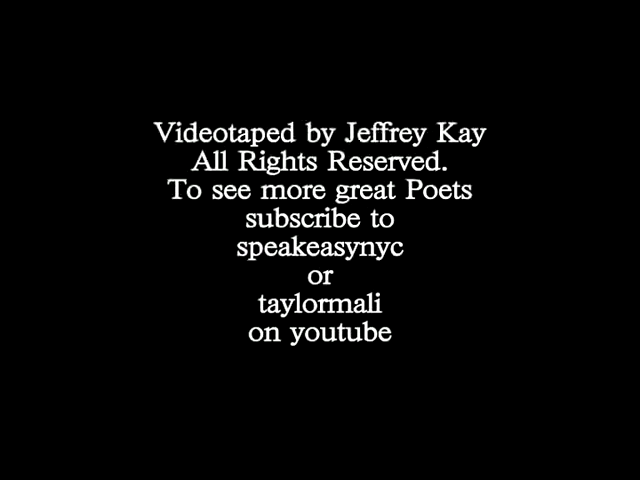 Videotaped by Jeffrey Kay
All Rights Reserved.
To see more great Poets
subscribe to
speakeasynyc
or
taylormali
on youtube